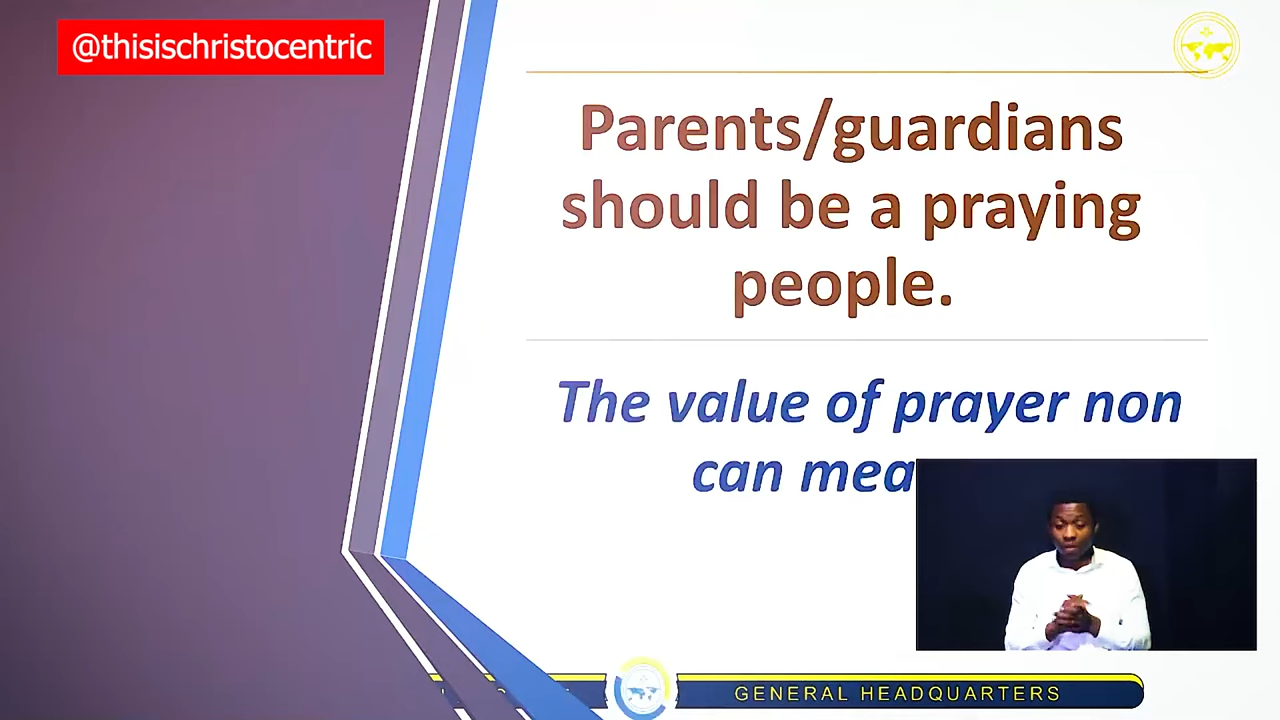 @thisischristocentric
Parents/guardians
should be a praying
people.
The value of prayer non
can mea
GENERAL HEADQUARTERS